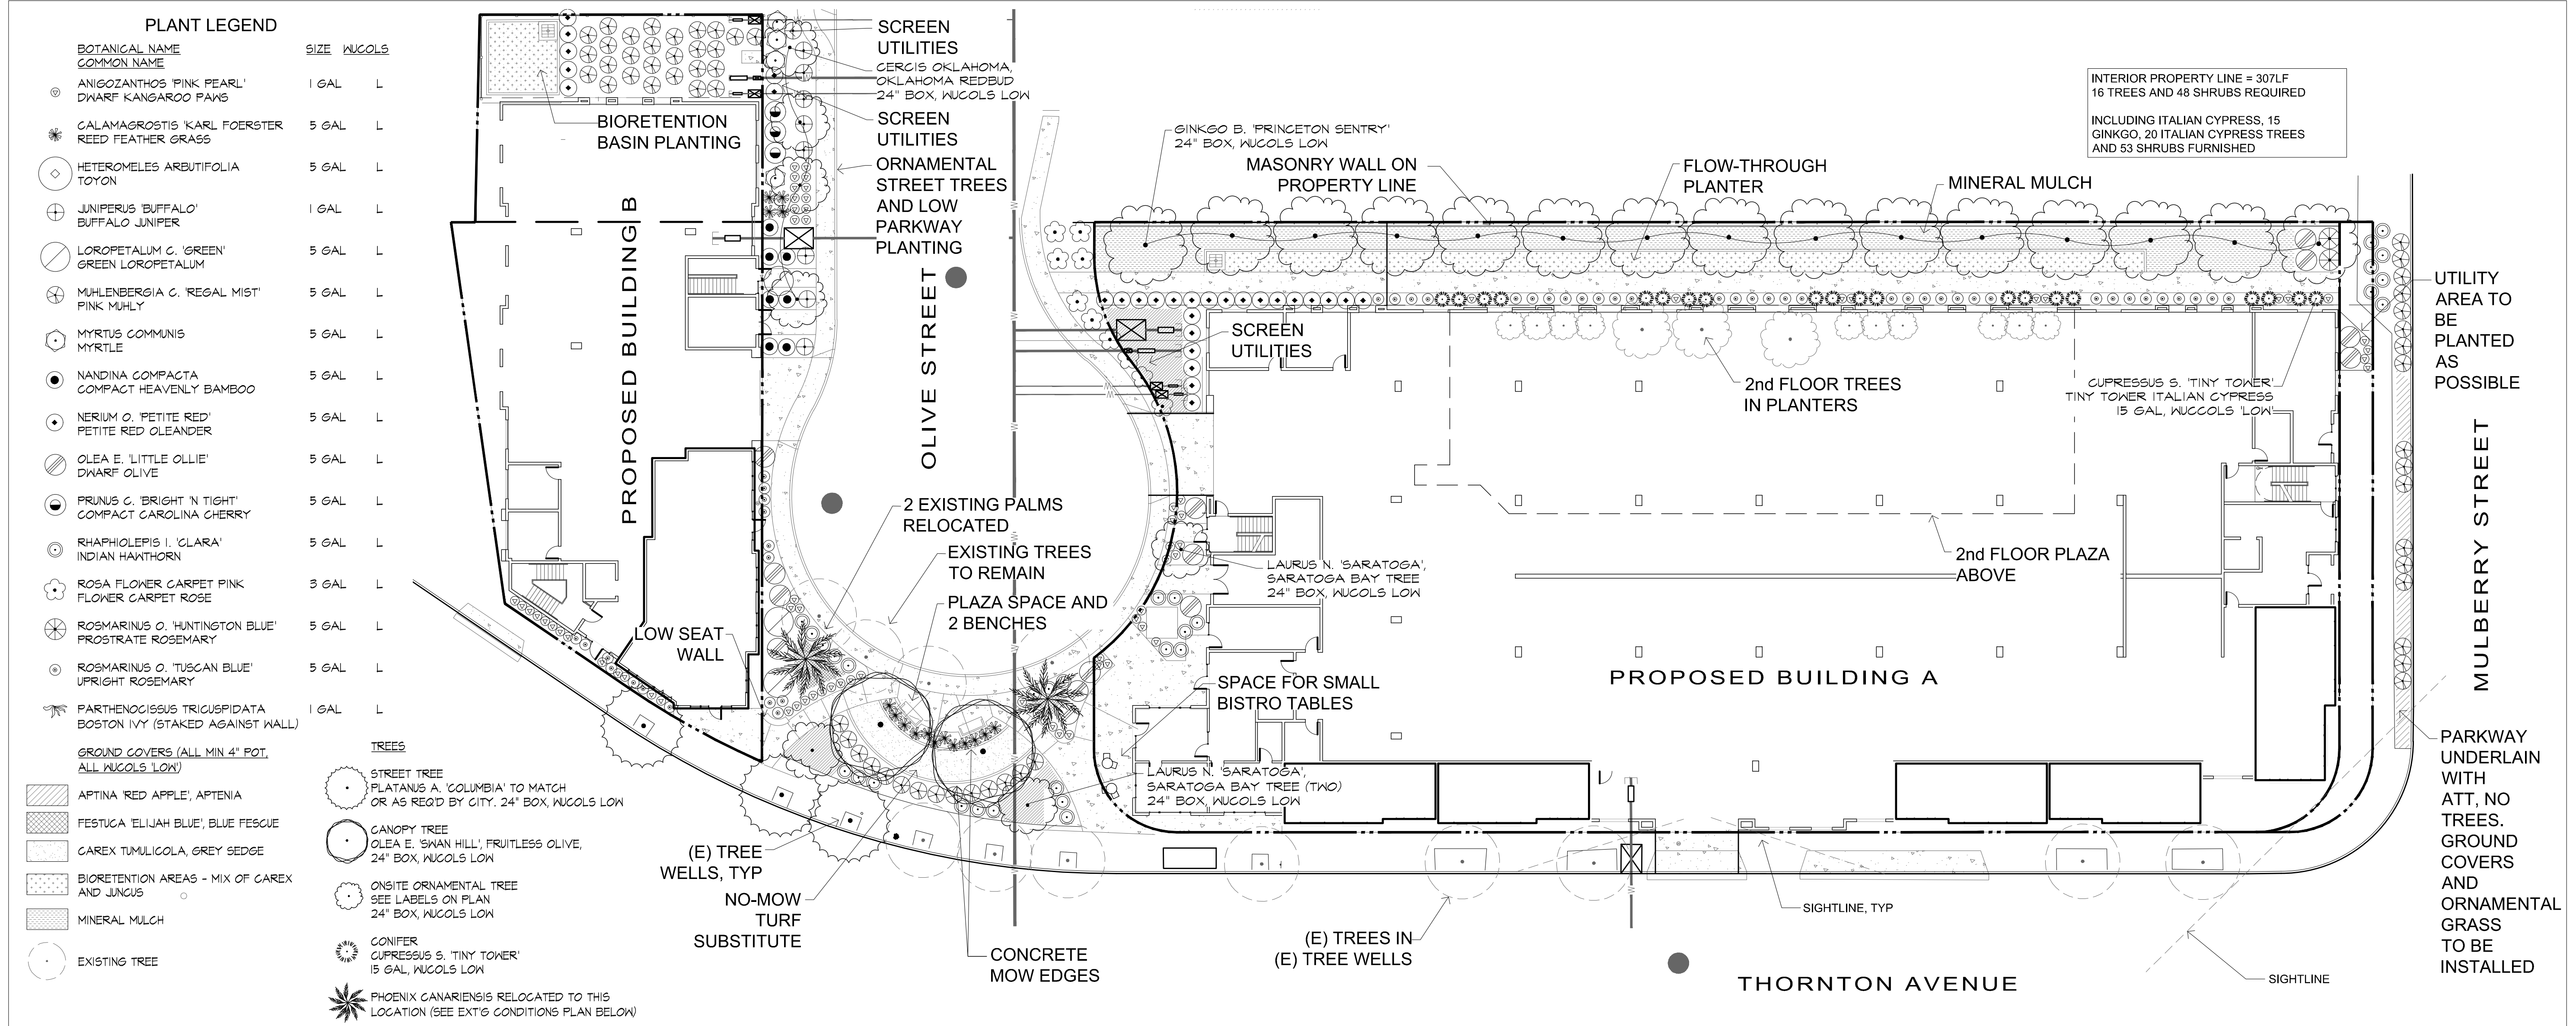 PLANT LEGEND
BOTANICAL NAME
COMMON NAME
SIZE WUCOLS
ANIGOZANTHOS 'PINK PEARL' 1 GAL L
DWARF KANGAROO PAWS
CALAMAGROSTIS 'KARL FOERSTER 5 GAL L
REED FEATHER GRASS
HETEROMELES ARBUTIFOLIA 5 GAL L
TOYON
JUNIPERUS 'BUFFALO' 1 GAL L
BUFFALO JUNIPER
LOROPETALUM C. 'GREEN' 5 GAL L
GREEN LOROPETALUM
MUHLENBERGIA C. 'REGAL MIST' 5 GAL L
PINK MUHLY
MYRTUS COMMUNIS 5 GAL L
MYRTLE
NANDINA COMPACTA 5 GAL L
COMPACT HEAVENLY BAMBOO
NERIUM O. 'PETITE RED' 5 GAL L
PETITE RED OLEANDER
OLEA E. 'LITTLE OLLIE' 5 GAL L
DWARF OLIVE
PRUNUS C. 'BRIGHT 'N TIGHT' 5 GAL L
COMPACT CAROLINA CHERRY
RHAPHIOLEPIS I. 'CLARA' 5 GAL L
INDIAN HAWTHORN
ROSA FLOWER CARPET PINK 3 GAL L
FLOWER CARPET ROSE
ROSMARINUS O. 'HUNTINGTON BLUE' 5 GAL L
PROSTRATE ROSEMARY
ROSMARINUS O. 'TUSCAN BLUE' 5 GAL L
UPRIGHT ROSEMARY
PARTHENOCISSUS TRICUSPIDATA 1 GAL L
BOSTON IVY (STAKED AGAINST WALL)
GROUND COVERS (ALL MIN 4" POT,
ALL WUCOLS 'LOW')
APTINA 'RED APPLE', APTENIA
FESTUCA 'ELIJAH BLUE', BLUE FESCUE
CAREX TUMULICOLA, GREY SEDGE
BIORETENTION AREAS - MIX OF CAREX
AND JUNCUS
MINERAL MULCH
EXISTING TREE
TREES
STREET TREE
PLATANUS A. 'COLUMBIA' TO MATCH
OR AS REQ'D BY CITY. 24" BOX, WUCOLS LOW
CANOPY TREE
OLEA E. 'SWAN HILL', FRUITLESS OLIVE,
24" BOX, WUCOLS LOW
ONSITE ORNAMENTAL TREE
SEE LABELS ON PLAN
24" BOX, WUCOLS LOW
CONIFER
CUPRESSUS S. 'TINY TOWER'
15 GAL, WUCOLS LOW
PHOENIX CANARIENSIS RELOCATED TO THIS
LOCATION (SEE EXT'G CONDITIONS PLAN BELOW)
BIORETENTION
BASIN PLANTING
PROPOSED BUILDING B
LOW SEAT
WALL
SCREEN
UTILITIES
CERCIS OKLAHOMA,
OKLAHOMA REDBUD
24" BOX, WUCOLS LOW
SCREEN
UTILITIES
ORNAMENTAL
STREET TREES
AND LOW
PARKWAY
PLANTING
OLIVE STREET
2 EXISTING PALMS
RELOCATED
EXISTING TREES
TO REMAIN
PLAZA SPACE AND
2 BENCHES
(E) TREE
WELLS, TYP
NO-MOW
TURF
SUBSTITUTE
CONCRETE
MOW EDGES
GINKGO B. 'PRINCETON SENTRY'
24" BOX, WUCOLS LOW
MASONRY WALL ON
PROPERTY LINE
FLOW-THROUGH
PLANTER
MINERAL MULCH
INTERIOR PROPERTY LINE = 307LF
16 TREES AND 48 SHRUBS REQUIRED
INCLUDING ITALIAN CYPRESS, 15
GINKGO, 20 ITALIAN CYPRESS TREES
AND 53 SHRUBS FURNISHED
SCREEN
UTILITIES
2nd FLOOR TREES
IN PLANTERS
CUPRESSUS S. 'TINY TOWER'
TINY TOWER ITALIAN CYPRESS
15 GAL, WUCCOLS 'LOW'
2nd FLOOR PLAZA
ABOVE
LAURUS N. 'SARATOGA',
SARATOGA BAY TREE
24" BOX, WUCOLS LOW
SPACE FOR SMALL
BISTRO TABLES
PROPOSED BUILDING A
LAURUS N. 'SARATOGA',
SARATOGA BAY TREE (TWO)
24" BOX, WUCOLS LOW
(E) TREES IN
(E) TREE WELLS
SIGHTLINE, TYP
THORNTON AVENUE
SIGHTLINE
UTILITY
AREA TO
BE
PLANTED
AS
POSSIBLE
MULBERRY STREET
PARKWAY
UNDERLAIN
WITH
ATT, NO
TREES.
GROUND
COVERS
AND
ORNAMENTAL
GRASS
TO BE
INSTALLED